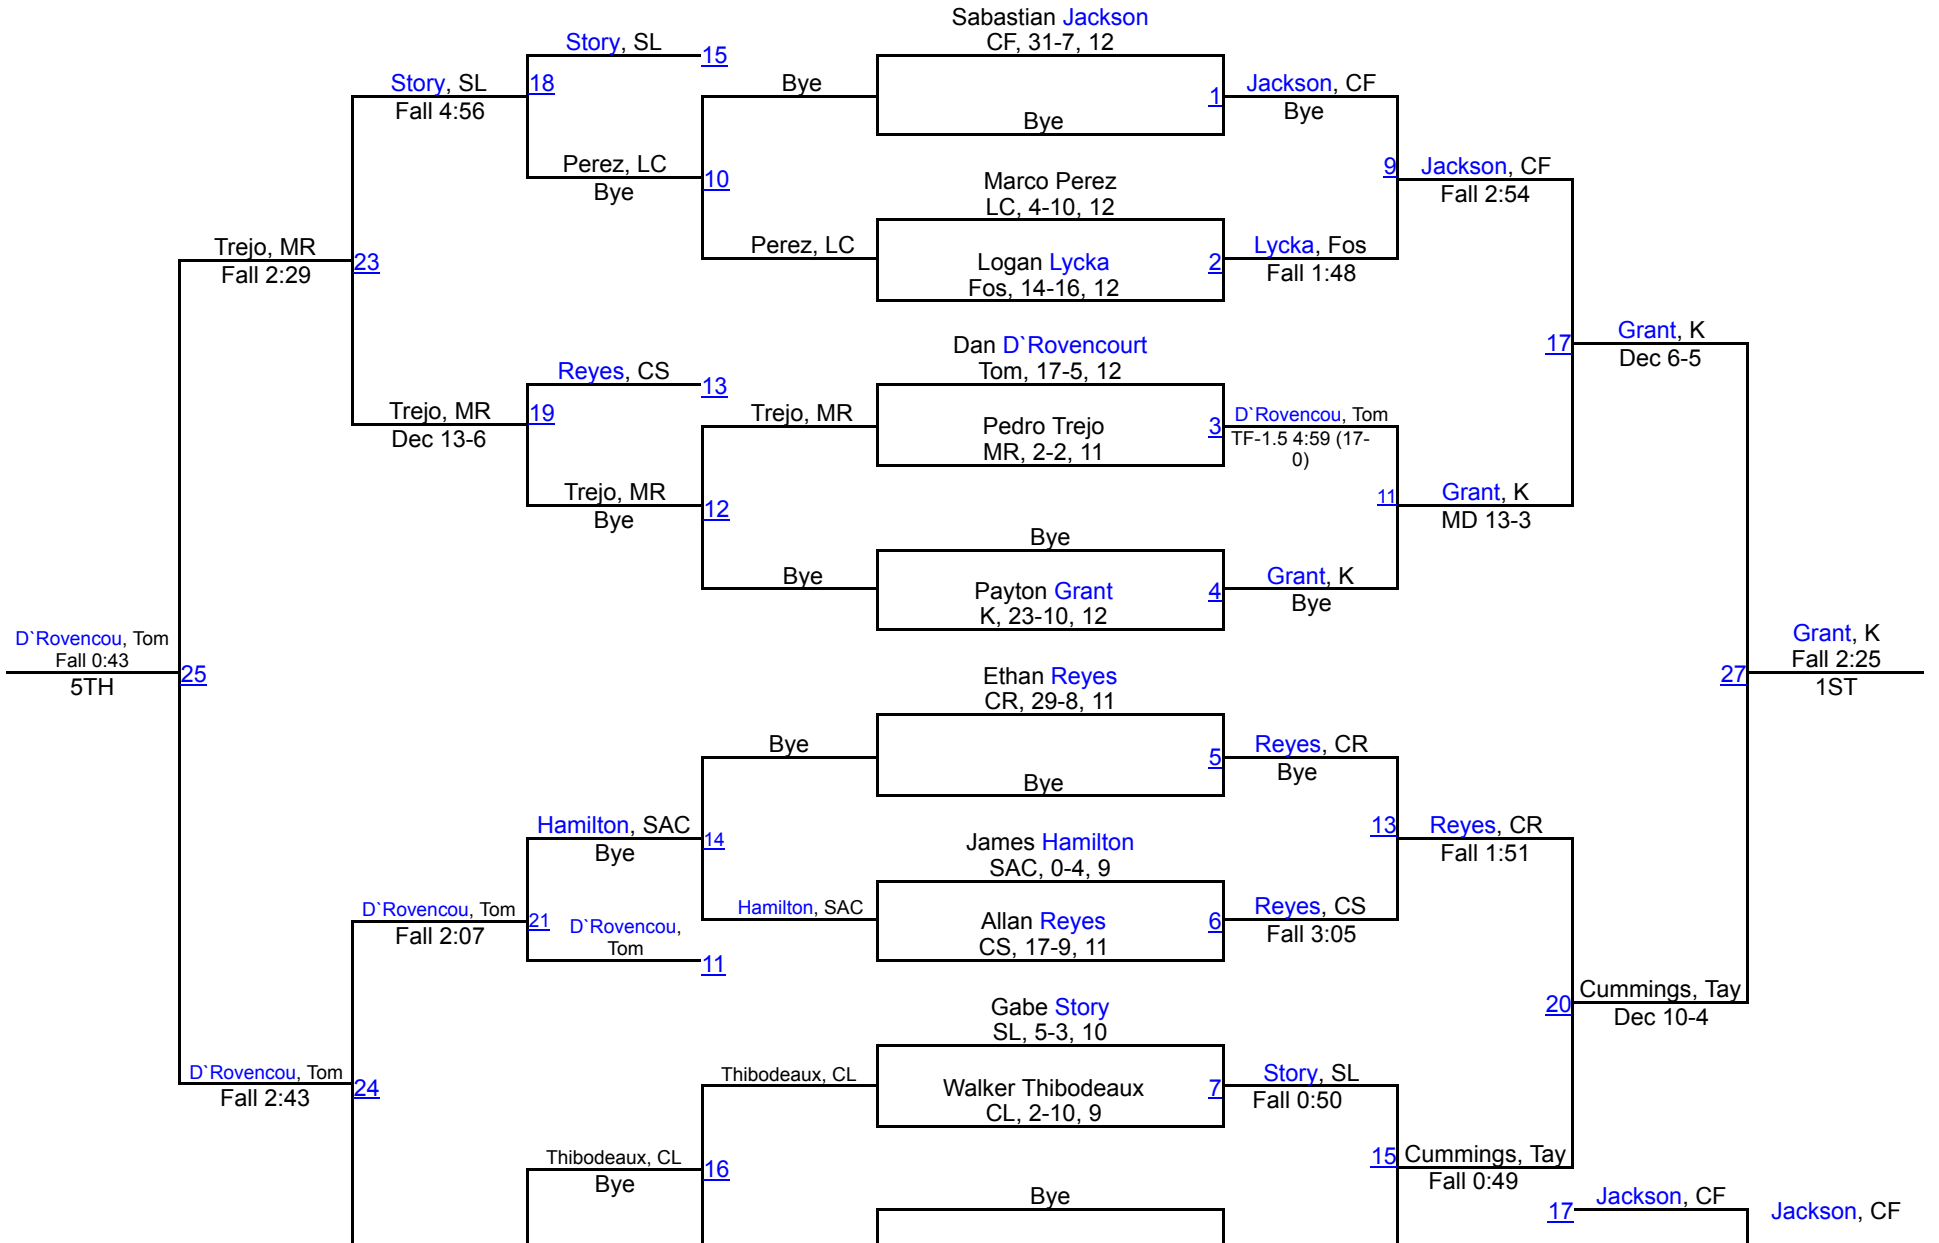 Sabastian Jackson
CF, 31-7, 12
Story, SL
15
Story, SL
18
Fall 4:56
Bye
1
Jackson, CF
Bye
Bye
Perez, LC
10
Bye
Marco Perez
LC, 4-10, 12
9
Jackson, CF
Fall 2:54
Trejo, MR
23
Fall 2:29
Perez, LC
Logan Lycka
Fos, 14-16, 12
2
Lycka, Fos
Fall 1:48
Dan D`Rovencourt
Tom, 17-5, 12
17
Grant, K
Dec 6-5
Reyes, CS
13
Trejo, MR
19
Dec 13-6
Trejo, MR
Pedro Trejo
MR, 2-2, 11
3
D`Rovencou, Tom
TF-1.5 4:59 (17-
0)
Trejo, MR
12
Bye
11
Grant, K
MD 13-3
Bye
Bye
Payton Grant
K, 23-10, 12
4
Grant, K
Bye
D`Rovencou, Tom
Fall 0:43
25
5TH
Grant, K
Fall 2:25
27
1ST
Ethan Reyes
CR, 29-8, 11
Bye
5
Reyes, CR
Bye
Bye
Hamilton, SAC
14
Bye
James Hamilton
SAC, 0-4, 9
13
Reyes, CR
Fall 1:51
D`Rovencou, Tom
21
Fall 2:07
D`Rovencou,
Tom
11
Hamilton, SAC
Allan Reyes
CS, 17-9, 11
6
Reyes, CS
Fall 3:05
Gabe Story
SL, 5-3, 10
20
Cummings, Tay
Dec 10-4
D`Rovencou, Tom
24
Fall 2:43
Thibodeaux, CL
Walker Thibodeaux
CL, 2-10, 9
7
Story, SL
Fall 0:50
Thibodeaux, CL
16
Bye
15
Cummings, Tay
Fall 0:49
Bye
17
Jackson, CF
Jackson, CF